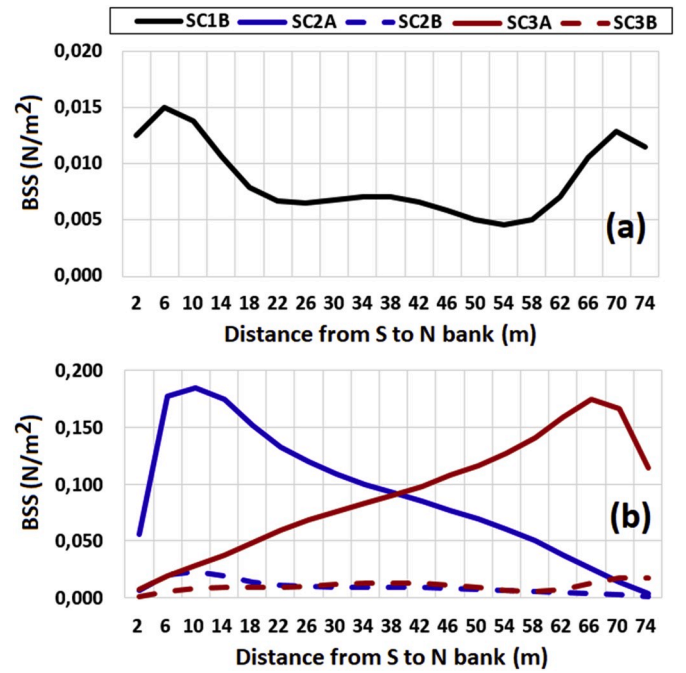 SC1B SC2A SC2B SC3A SC3B
0,020
0,015
0,010
0,005
0,000
BSS (N/m²)
(a)
2 6 10 14 18 22 26 30 34 38 42 46 50 54 58 62 66 70 74
Distance from S to N bank (m)
0,200
0,150
0,100
0,050
0,000
BSS (N/m²)
(b)
2 6 10 14 18 22 26 30 34 38 42 46 50 54 58 62 66 70 74
Distance from S to N bank (m)